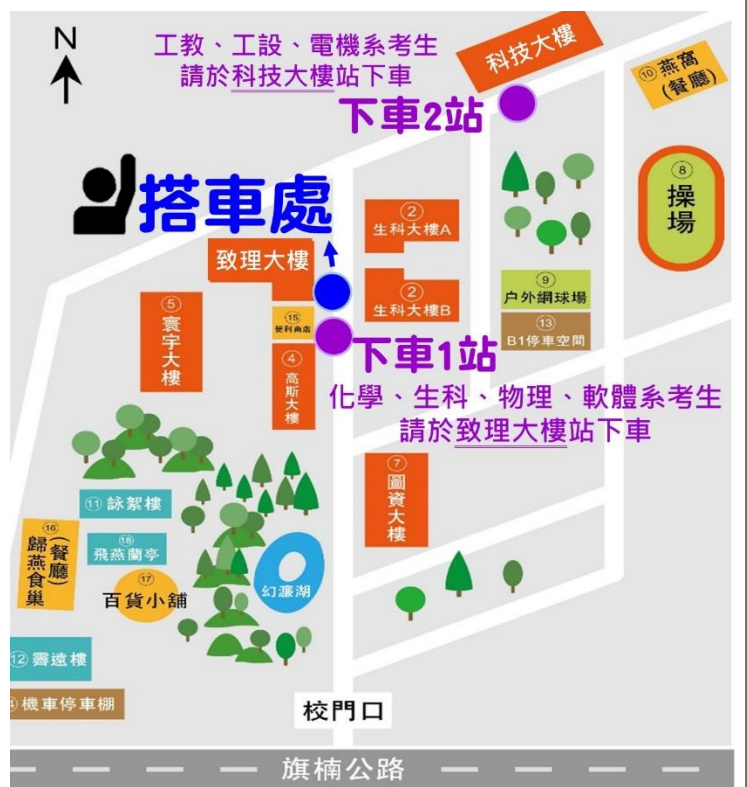 N
工教、工設、電機系考生
請於科技大樓站下車
下車2站
科技大樓
⑩燕窩
(餐廳)
⑧
操場
搭車處
致理大樓
②
生科大樓A
②
生科大樓B
⑨
户外網球場
⑬
B1停車空間
⑤
寰宇大樓
⑮
便利商店
④
高斯大樓
下車1站
化學、生科、物理、軟體系考生
請於致理大樓站下車
⑦
圖資大樓
⑪詠絮樓
⑯
(餐廳)
歸燕食巢
⑱
飛燕蘭亭
⑰
百貨小舖
幻濂湖
⑫霽遠樓
機車停車棚
校門口
旗楠公路